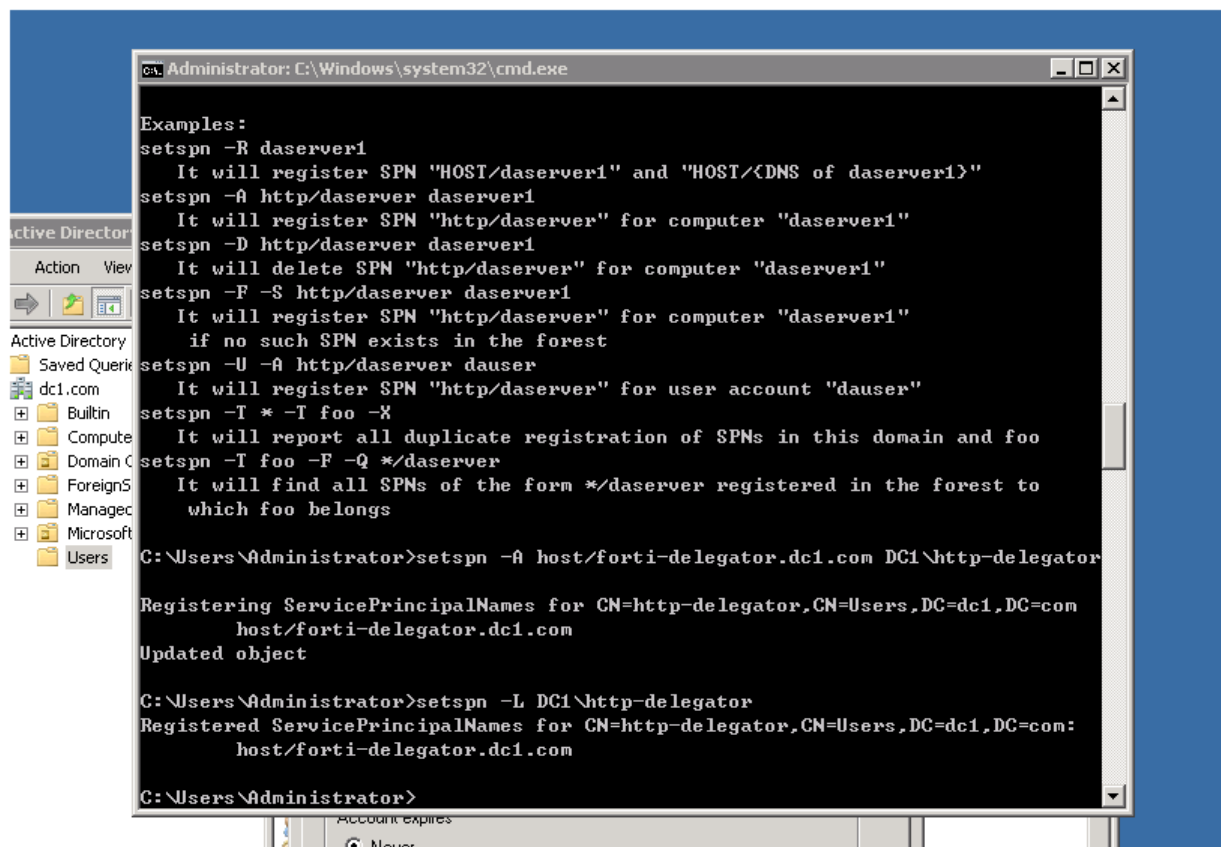 Administrator: C:\Windows\system32\cmd.exe
Examples:
setspn -R daserver1
It will register SPN "HOST/daserver1" and "HOST/{DNS of daserver1}"
setspn -A http/daserver daserver1
It will register SPN "http/daserver" for computer "daserver1"
setspn -D http/daserver daserver1
It will delete SPN "http/daserver" for computer "daserver1"
setspn -F -S http/daserver daserver1
It will register SPN "http/daserver" for computer "daserver1"
if no such SPN exists in the forest
setspn -U -A http/daserver dauser
It will register SPN "http/daserver" for user account "dauser"
setspn -T * -T foo -X
It will report all duplicate registration of SPNs in this domain and foo
setspn -T foo -F -Q */daserver
It will find all SPNs of the form */daserver registered in the forest to
which foo belongs
C:\Users\Administrator>setspn -A host/forti-delegator.dc1.com DC1\http-delegator
Registering ServicePrincipalNames for CN=http-delegator,CN=Users,DC=dc1,DC=com
host/forti-delegator.dc1.com
Updated object
C:\Users\Administrator>setspn -L DC1\http-delegator
Registered ServicePrincipalNames for CN=http-delegator,CN=Users,DC=dc1,DC=com:
host/forti-delegator.dc1.com
C:\Users\Administrator>
ctive Director
Action View
Active Directory
Saved Querie
dc1.com
Builtin
Compute
Domain C
ForeignS
Managed
Microsoft
Users
Account expires
Never